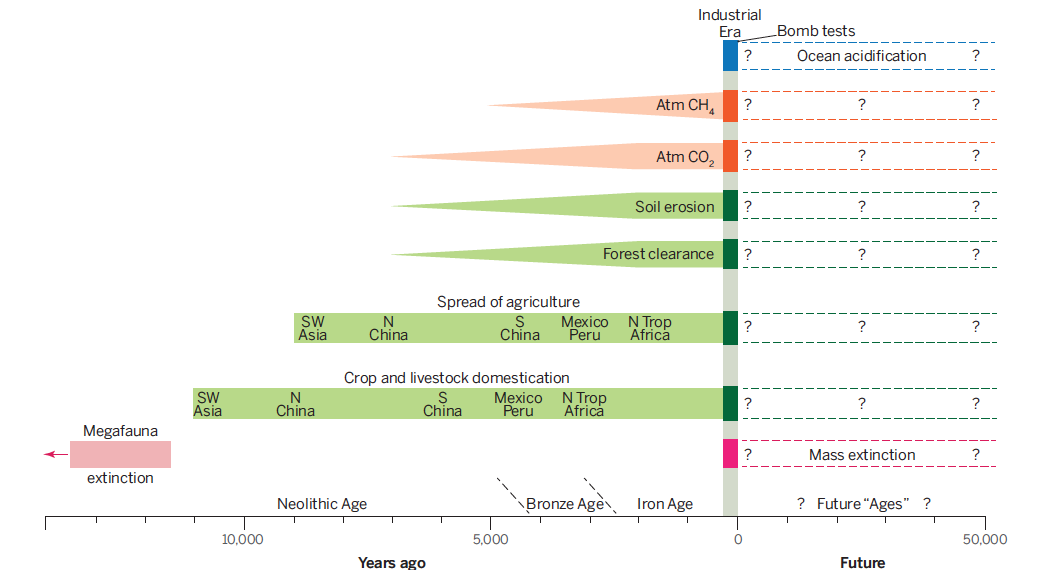 Industrial
Era
Bomb tests
? Ocean acidification ?
Atm CH₄ ? ? ?
Atm CO₂ ? ? ?
Soil erosion ? ? ?
Forest clearance ? ? ?
Spread of agriculture
SW N S Mexico N Trop
Asia China China Peru Africa
? ? ?
Crop and livestock domestication
SW N S Mexico N Trop
Asia China China Peru Africa
? ? ?
Megafauna
extinction
? Mass extinction ?
Neolithic Age Bronze Age Iron Age ? Future “Ages” ?
10,000 5,000 0 50,000
Years ago Future